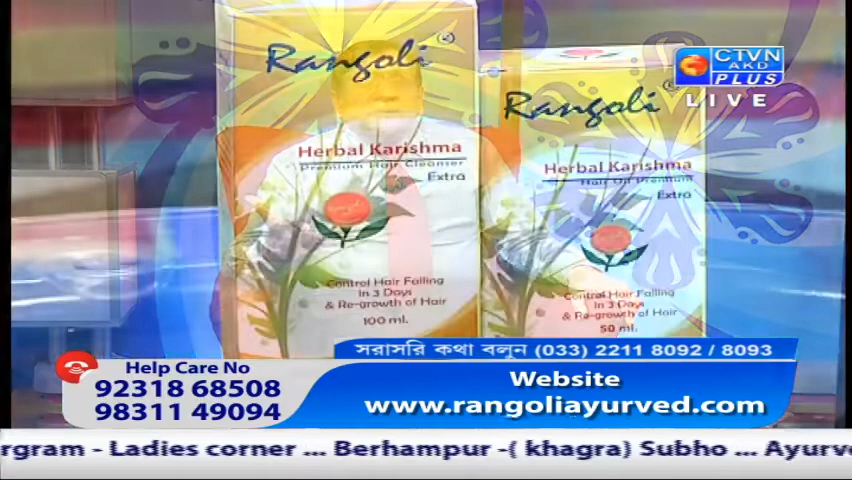 Rangoli ®
Herbal Karishma
Premium Hair Cleanser
Extra
Control Hair Falling
In 3 Days
& Re-growth of Hair
100 ml.
Rangoli
Herbal Karishma
Hair Oil Premium
Extra
Control Hair Falling
In 3 Days
& Re-growth of Hair
50 ml.
CTVN
AKD
PLUS
LIVE
সরাসরি কথা বলুন (033) 2211 8092 / 8093
Help Care No
92318 68508
98311 49094
Website
www.rangoliayurved.com
rgram - Ladies corner ... Berhampur -( khagra) Subho ... Ayurve